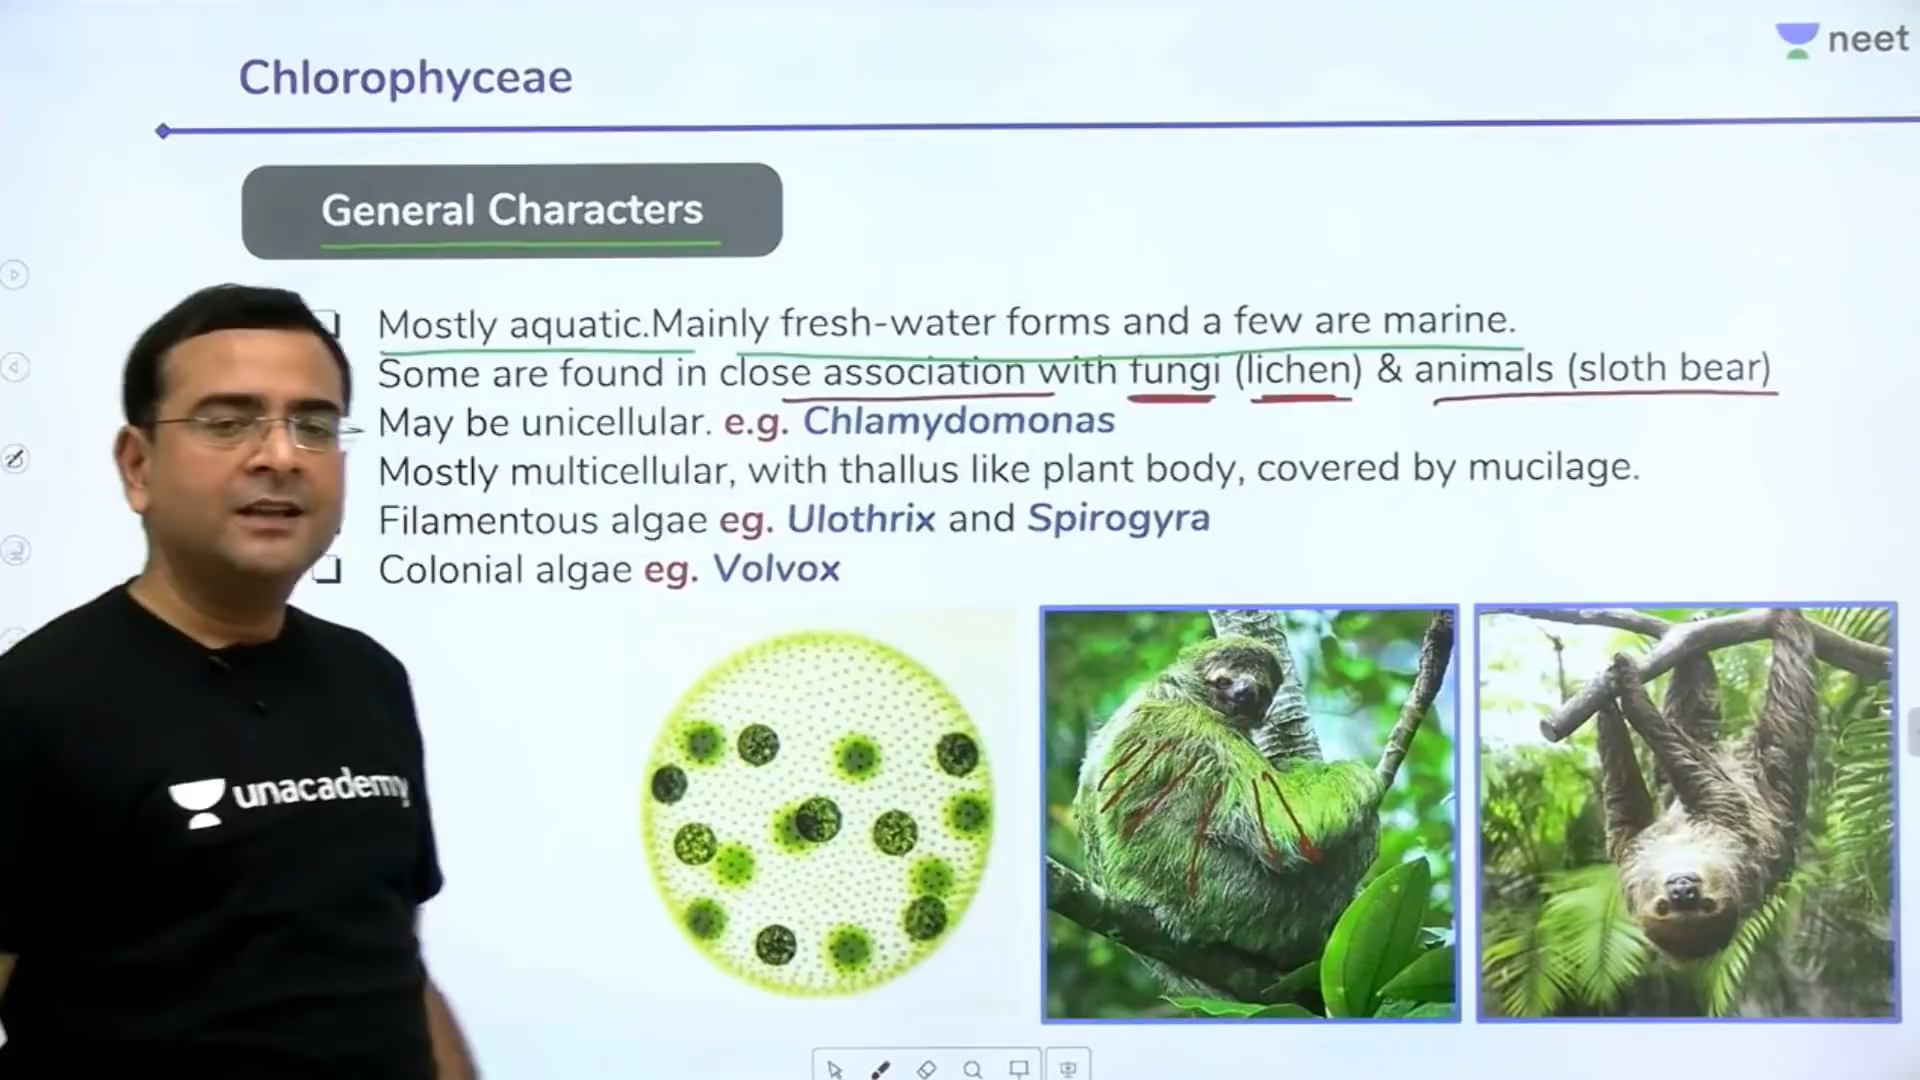 neet
Chlorophyceae
General Characters
Mostly aquatic.Mainly fresh-water forms and a few are marine.
Some are found in close association with fungi (lichen) & animals (sloth bear)
May be unicellular. e.g. Chlamydomonas
Mostly multicellular, with thallus like plant body, covered by mucilage.
Filamentous algae eg. Ulothrix and Spirogyra
Colonial algae eg. Volvox
unacademy